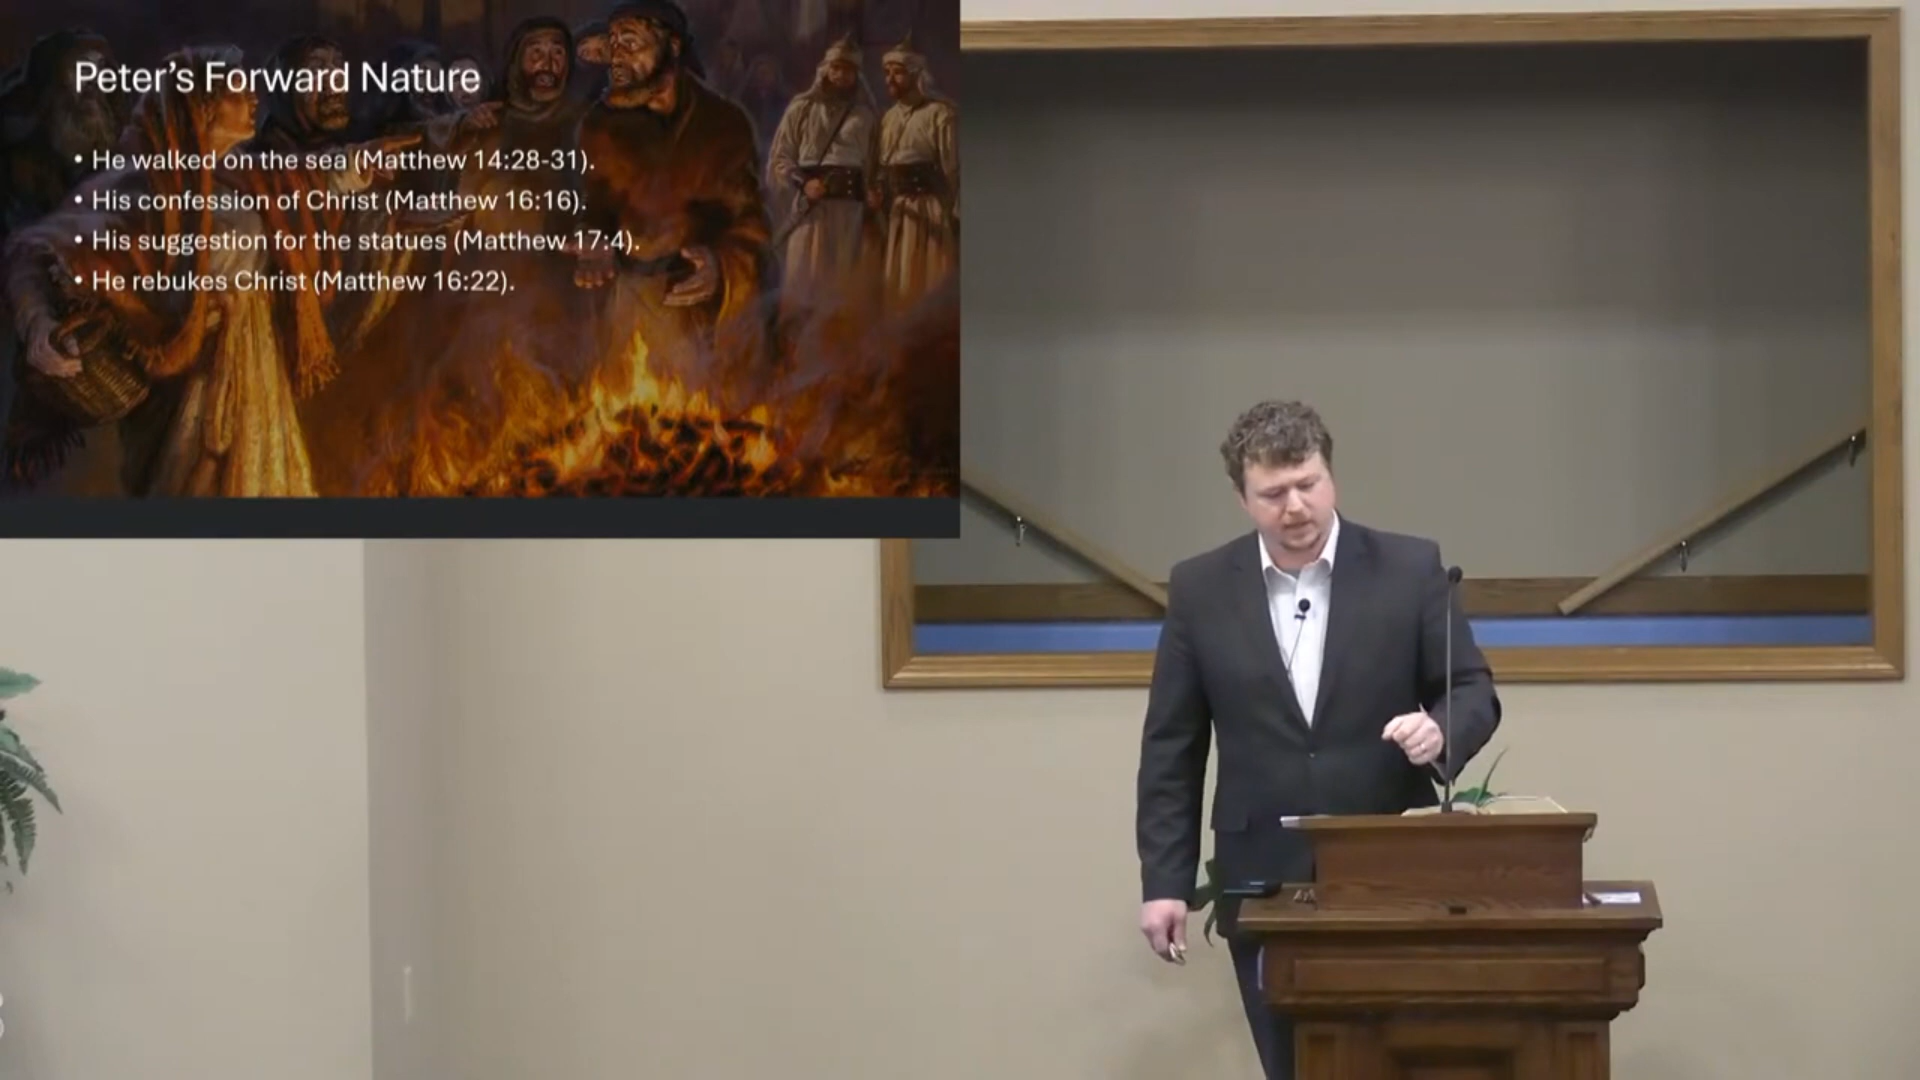 Peter’s Forward Nature
• He walked on the sea (Matthew 14:28-31).
• His confession of Christ (Matthew 16:16).
• His suggestion for the statues (Matthew 17:4).
• He rebukes Christ (Matthew 16:22).